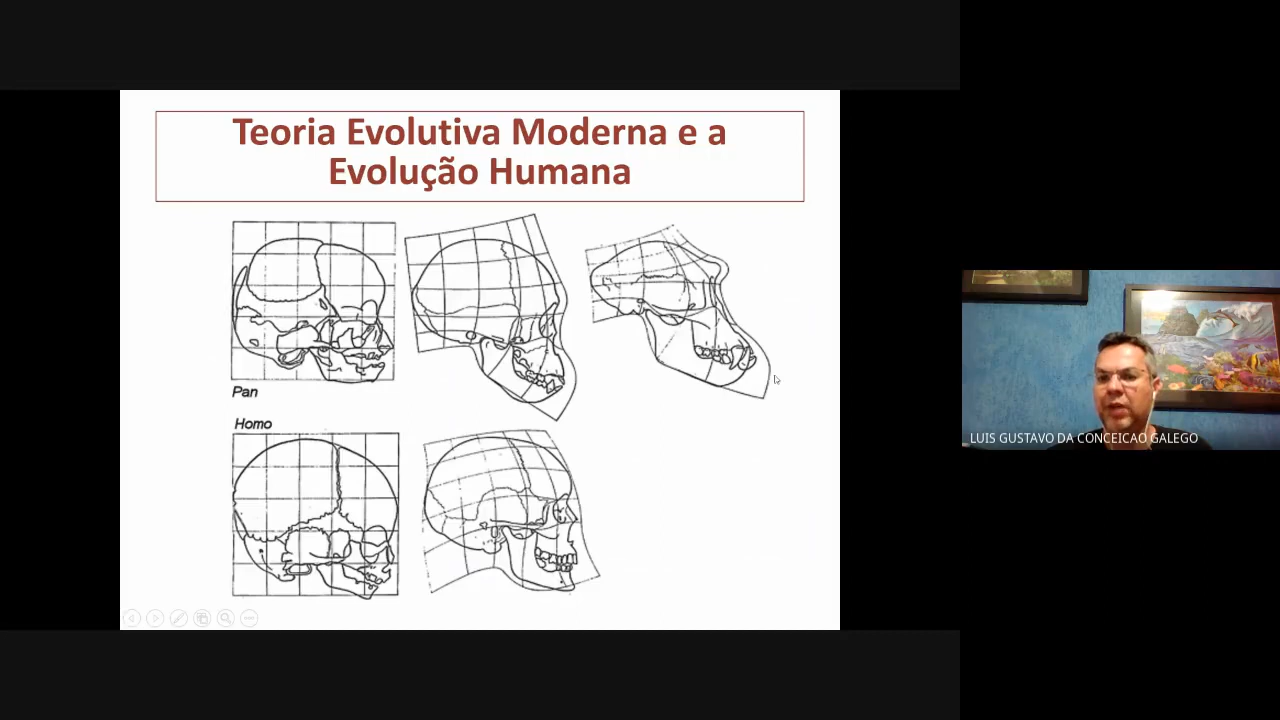 Teoria Evolutiva Moderna e a
Evolução Humana
Pan
Homo
LUIS GUSTAVO DA CONCEICAO GALEGO